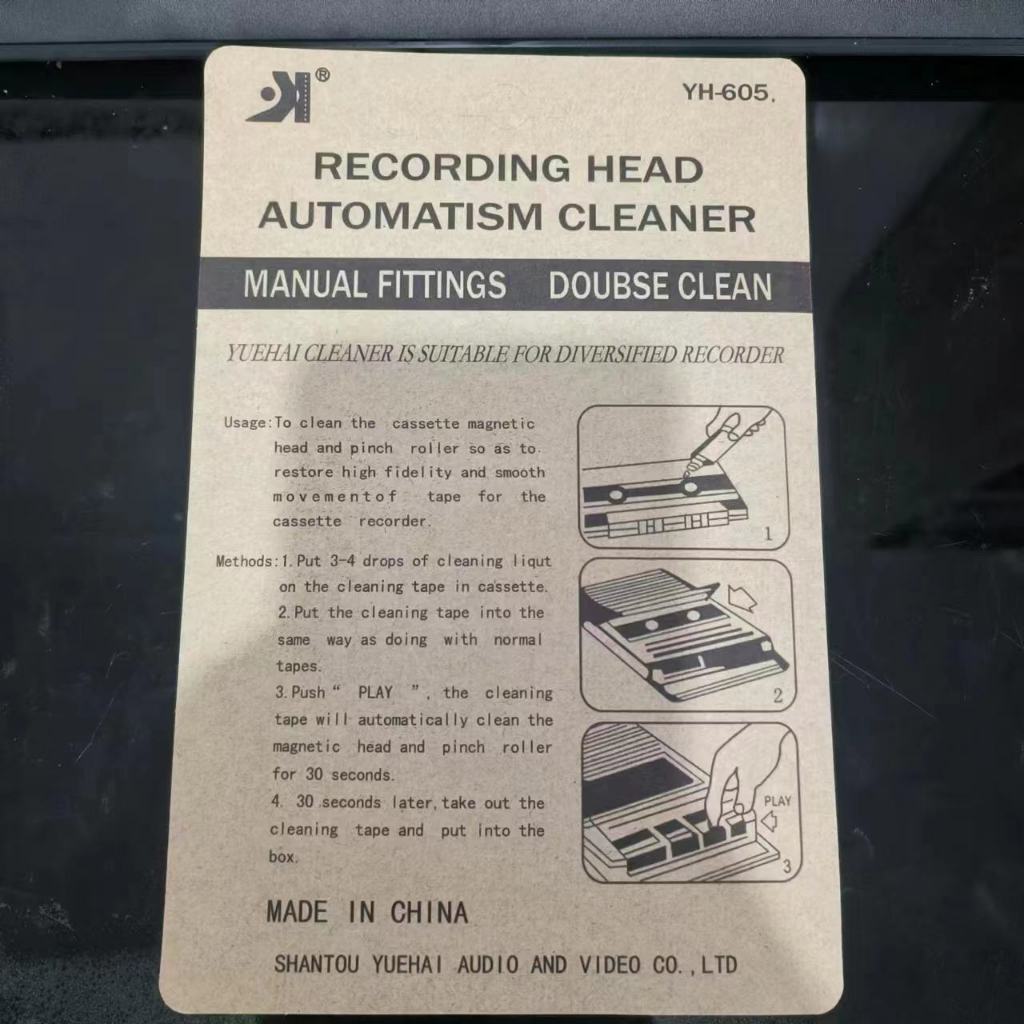 ®
YH-605.
RECORDING HEAD
AUTOMATISM CLEANER
MANUAL FITTINGS DOUBSE CLEAN
YUEHAI CLEANER IS SUITABLE FOR DIVERSIFIED RECORDER
Usage:To clean the cassette magnetic
head and pinch roller so as to.
restore high fidelity and smooth
movementof tape for the
cassette recorder.
Methods:1.Put 3-4 drops of cleaning liqut
on the cleaning tape in cassette.
2.Put the cleaning tape into the
same way as doing with normal
tapes.
3.Push“ PLAY ”, the cleaning
tape will automatically clean the
magnetic head and pinch roller
for 30 seconds.
4. 30 seconds later,take out the
cleaning tape and put into the
box.
1
2
PLAY
3
MADE IN CHINA
SHANTOU YUEHAI AUDIO AND VIDEO CO.,LTD